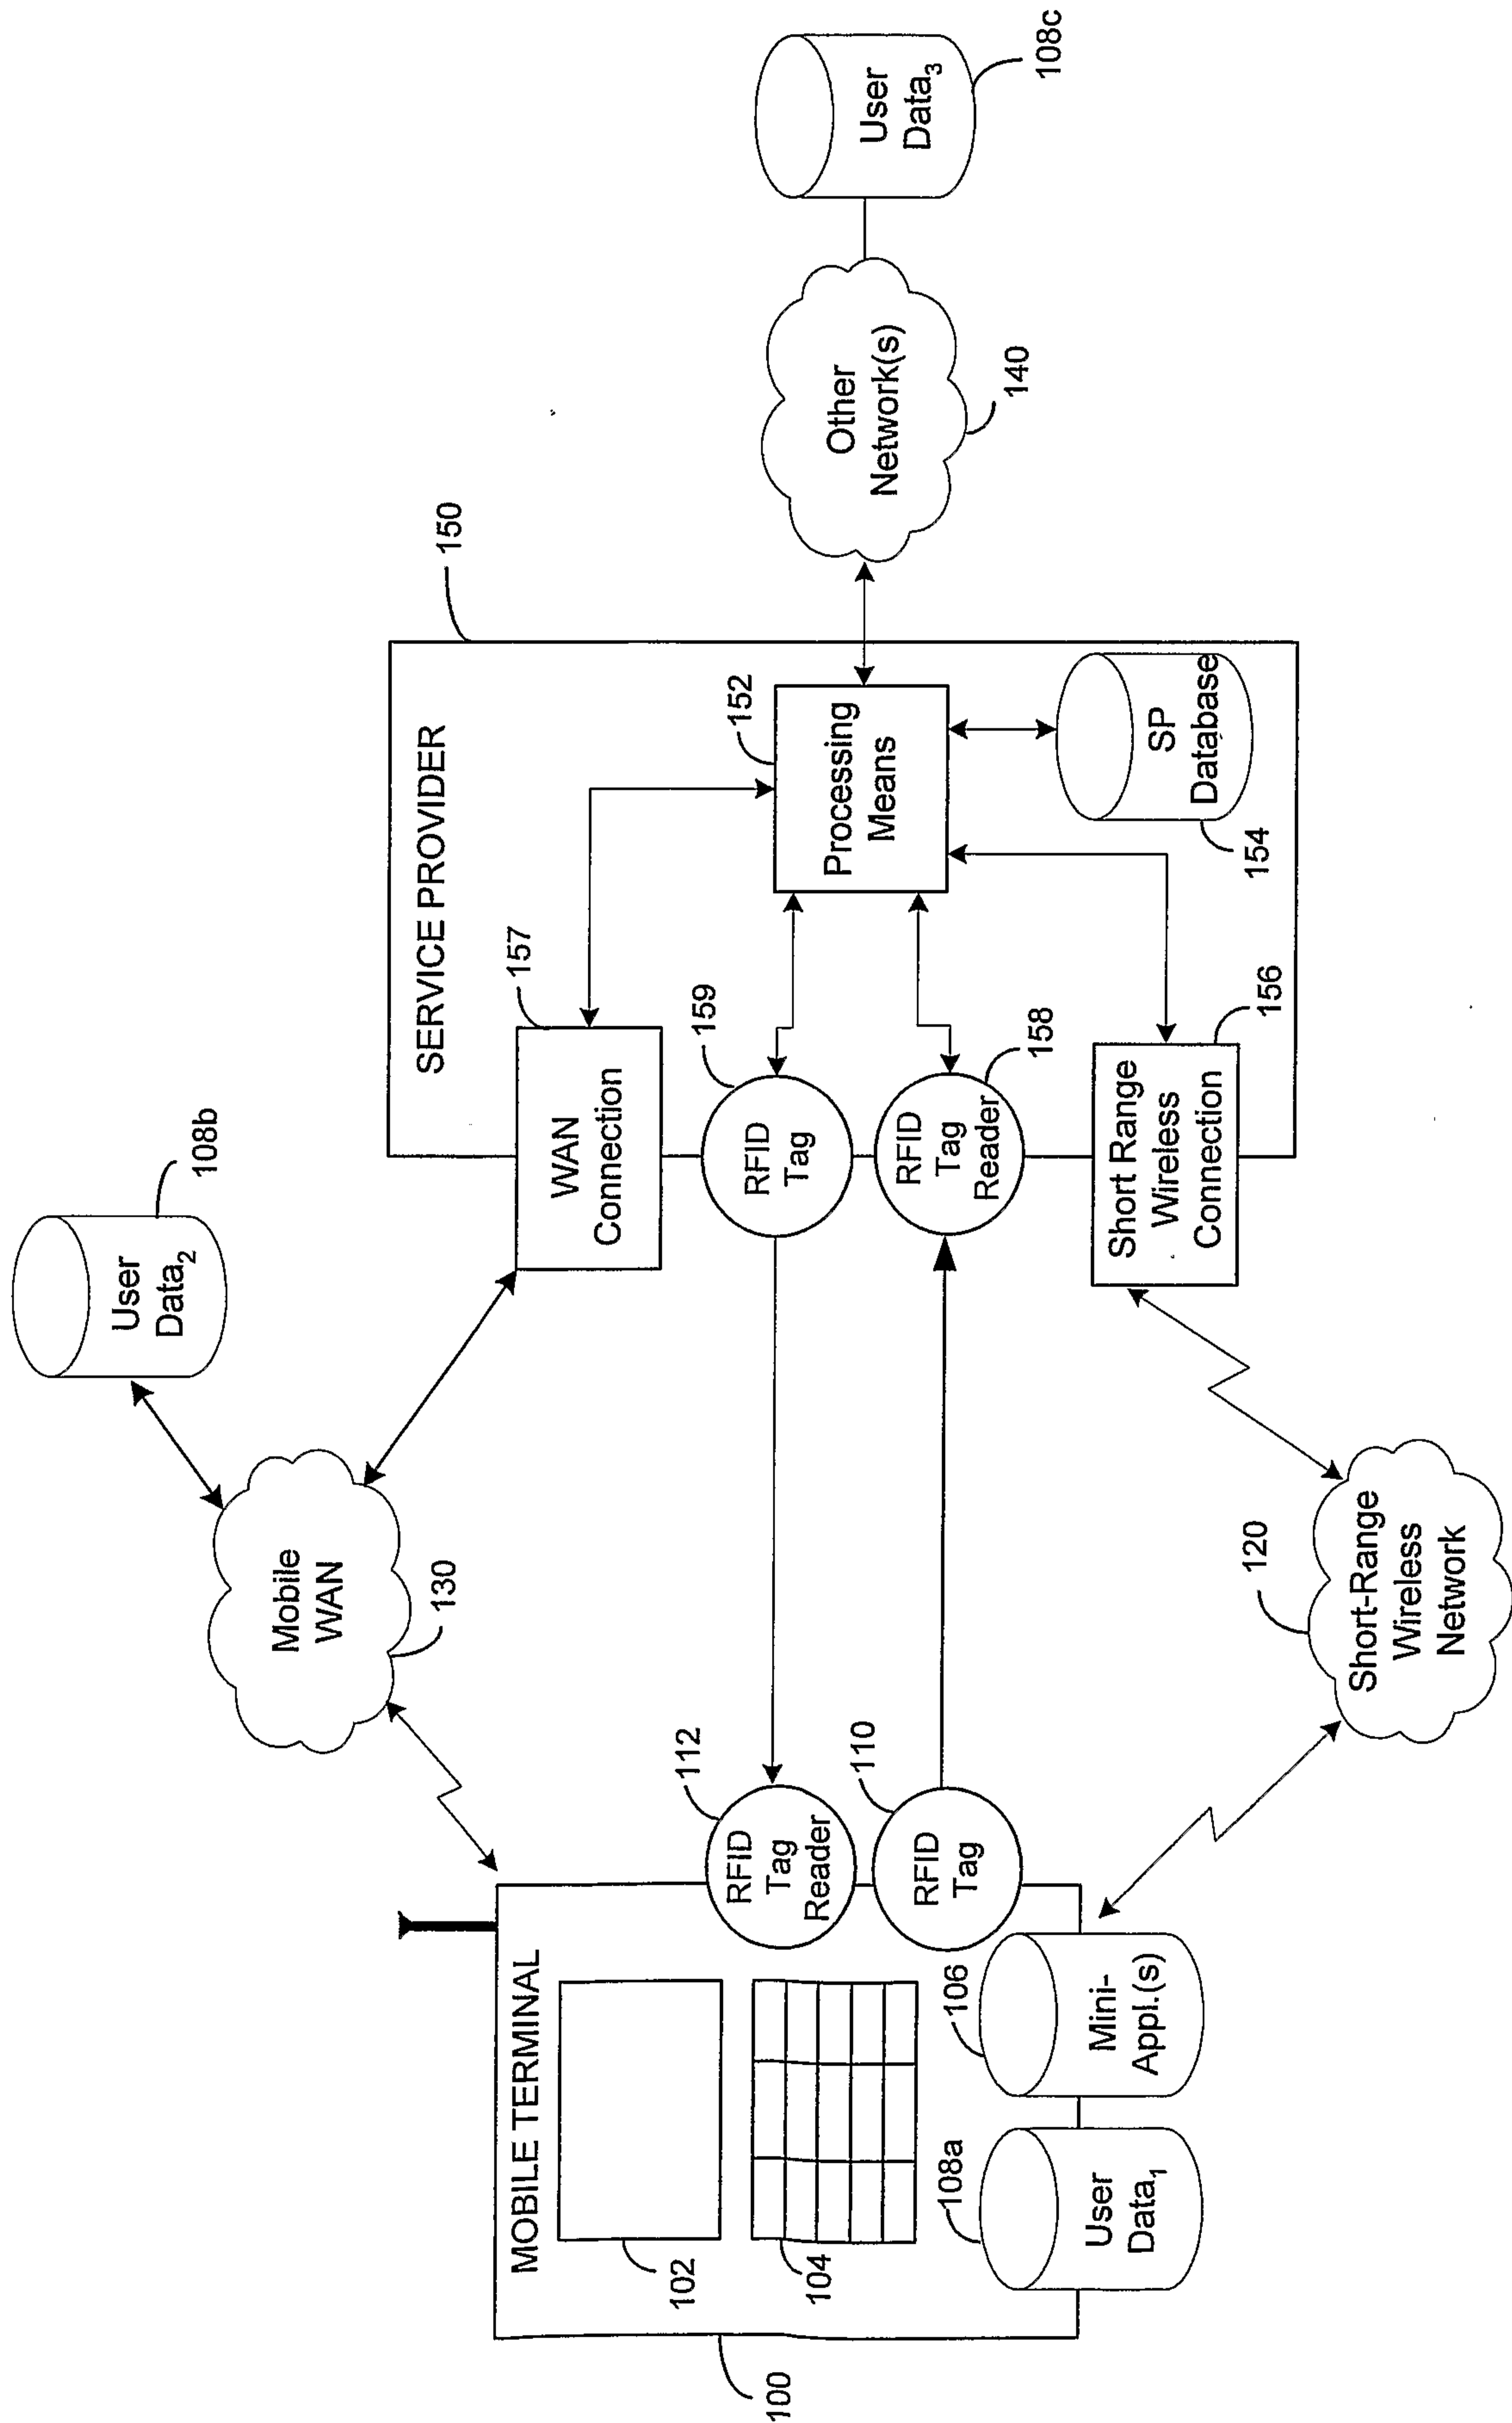 User
Data2
108b
Mobile
WAN
130
150
SERVICE PROVIDER
157
WAN
Connection
159
RFID
Tag
152
Processing
Means
RFID
Tag
Reader
158
SP
Database
154
Short Range
Wireless
Connection
156
Other
Network(s)
140
User
Data3
108c
MOBILE TERMINAL
102
104
100
112
RFID
Tag
Reader
110
RFID
Tag
106
Mini-
Appl.(s)
108a
User
Data1
120
Short-Range
Wireless
Network